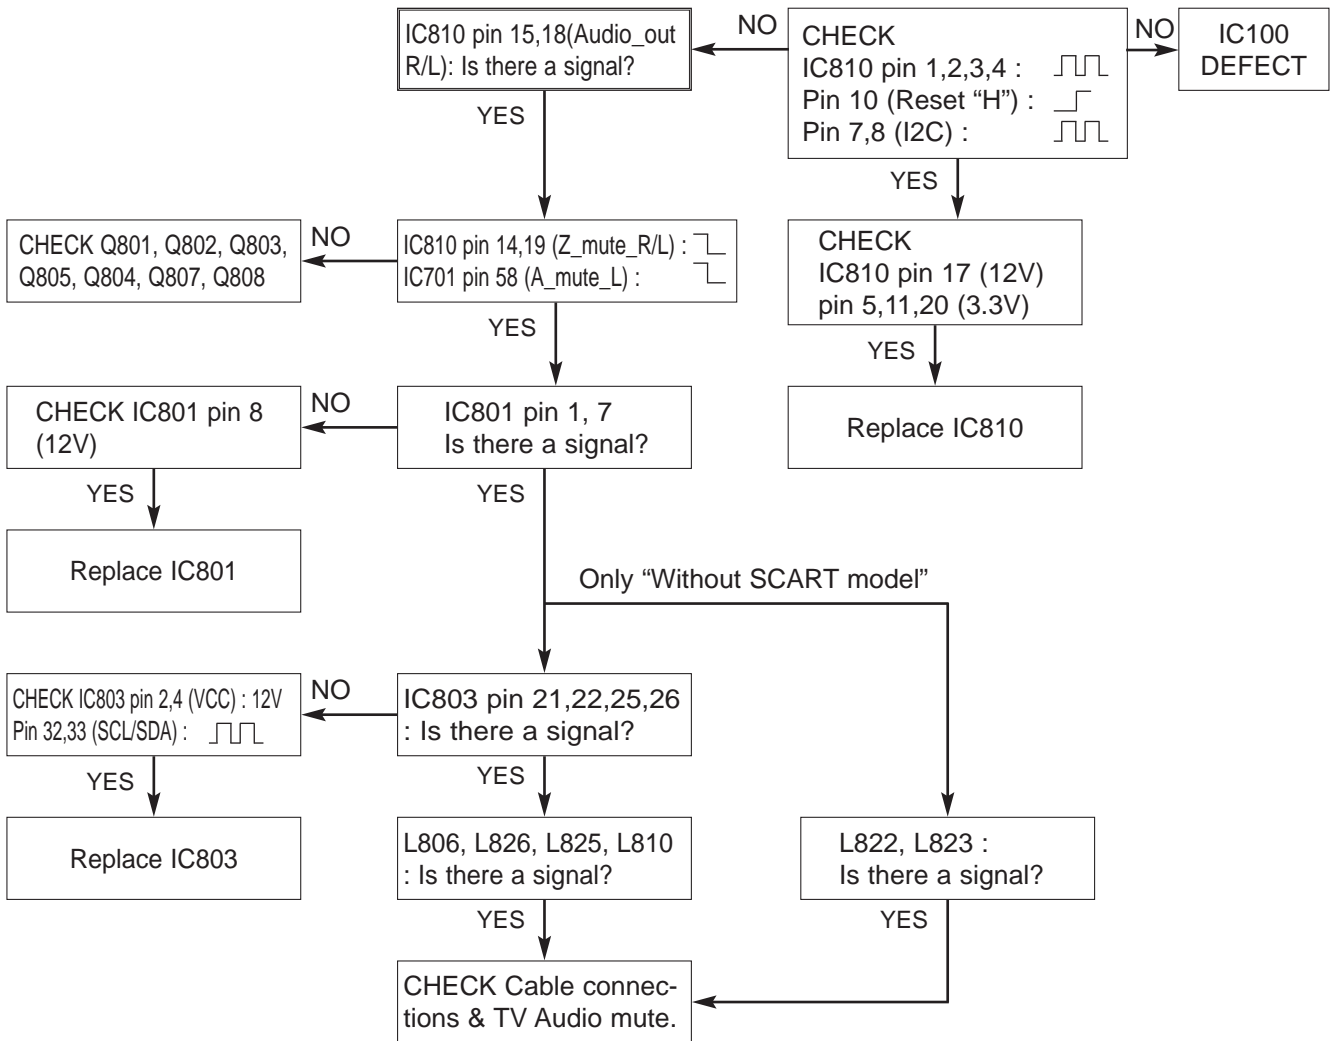 IC810 pin 15,18(Audio_out
R/L): Is there a signal?
NO
CHECK
IC810 pin 1,2,3,4 :
Pin 10 (Reset “H”) :
Pin 7,8 (I2C) :
NO
IC100
DEFECT
YES
YES
CHECK Q801, Q802, Q803,
Q805, Q804, Q807, Q808
NO
IC810 pin 14,19 (Z_mute_R/L) :
IC701 pin 58 (A_mute_L) :
CHECK
IC810 pin 17 (12V)
pin 5,11,20 (3.3V)
YES
YES
CHECK IC801 pin 8
(12V)
NO
IC801 pin 1, 7
Is there a signal?
Replace IC810
YES
YES
Replace IC801
Only “Without SCART model”
CHECK IC803 pin 2,4 (VCC) : 12V
Pin 32,33 (SCL/SDA) :
NO
IC803 pin 21,22,25,26
: Is there a signal?
YES
YES
Replace IC803
L806, L826, L825, L810
: Is there a signal?
L822, L823 :
Is there a signal?
YES
YES
CHECK Cable connec-
tions & TV Audio mute.